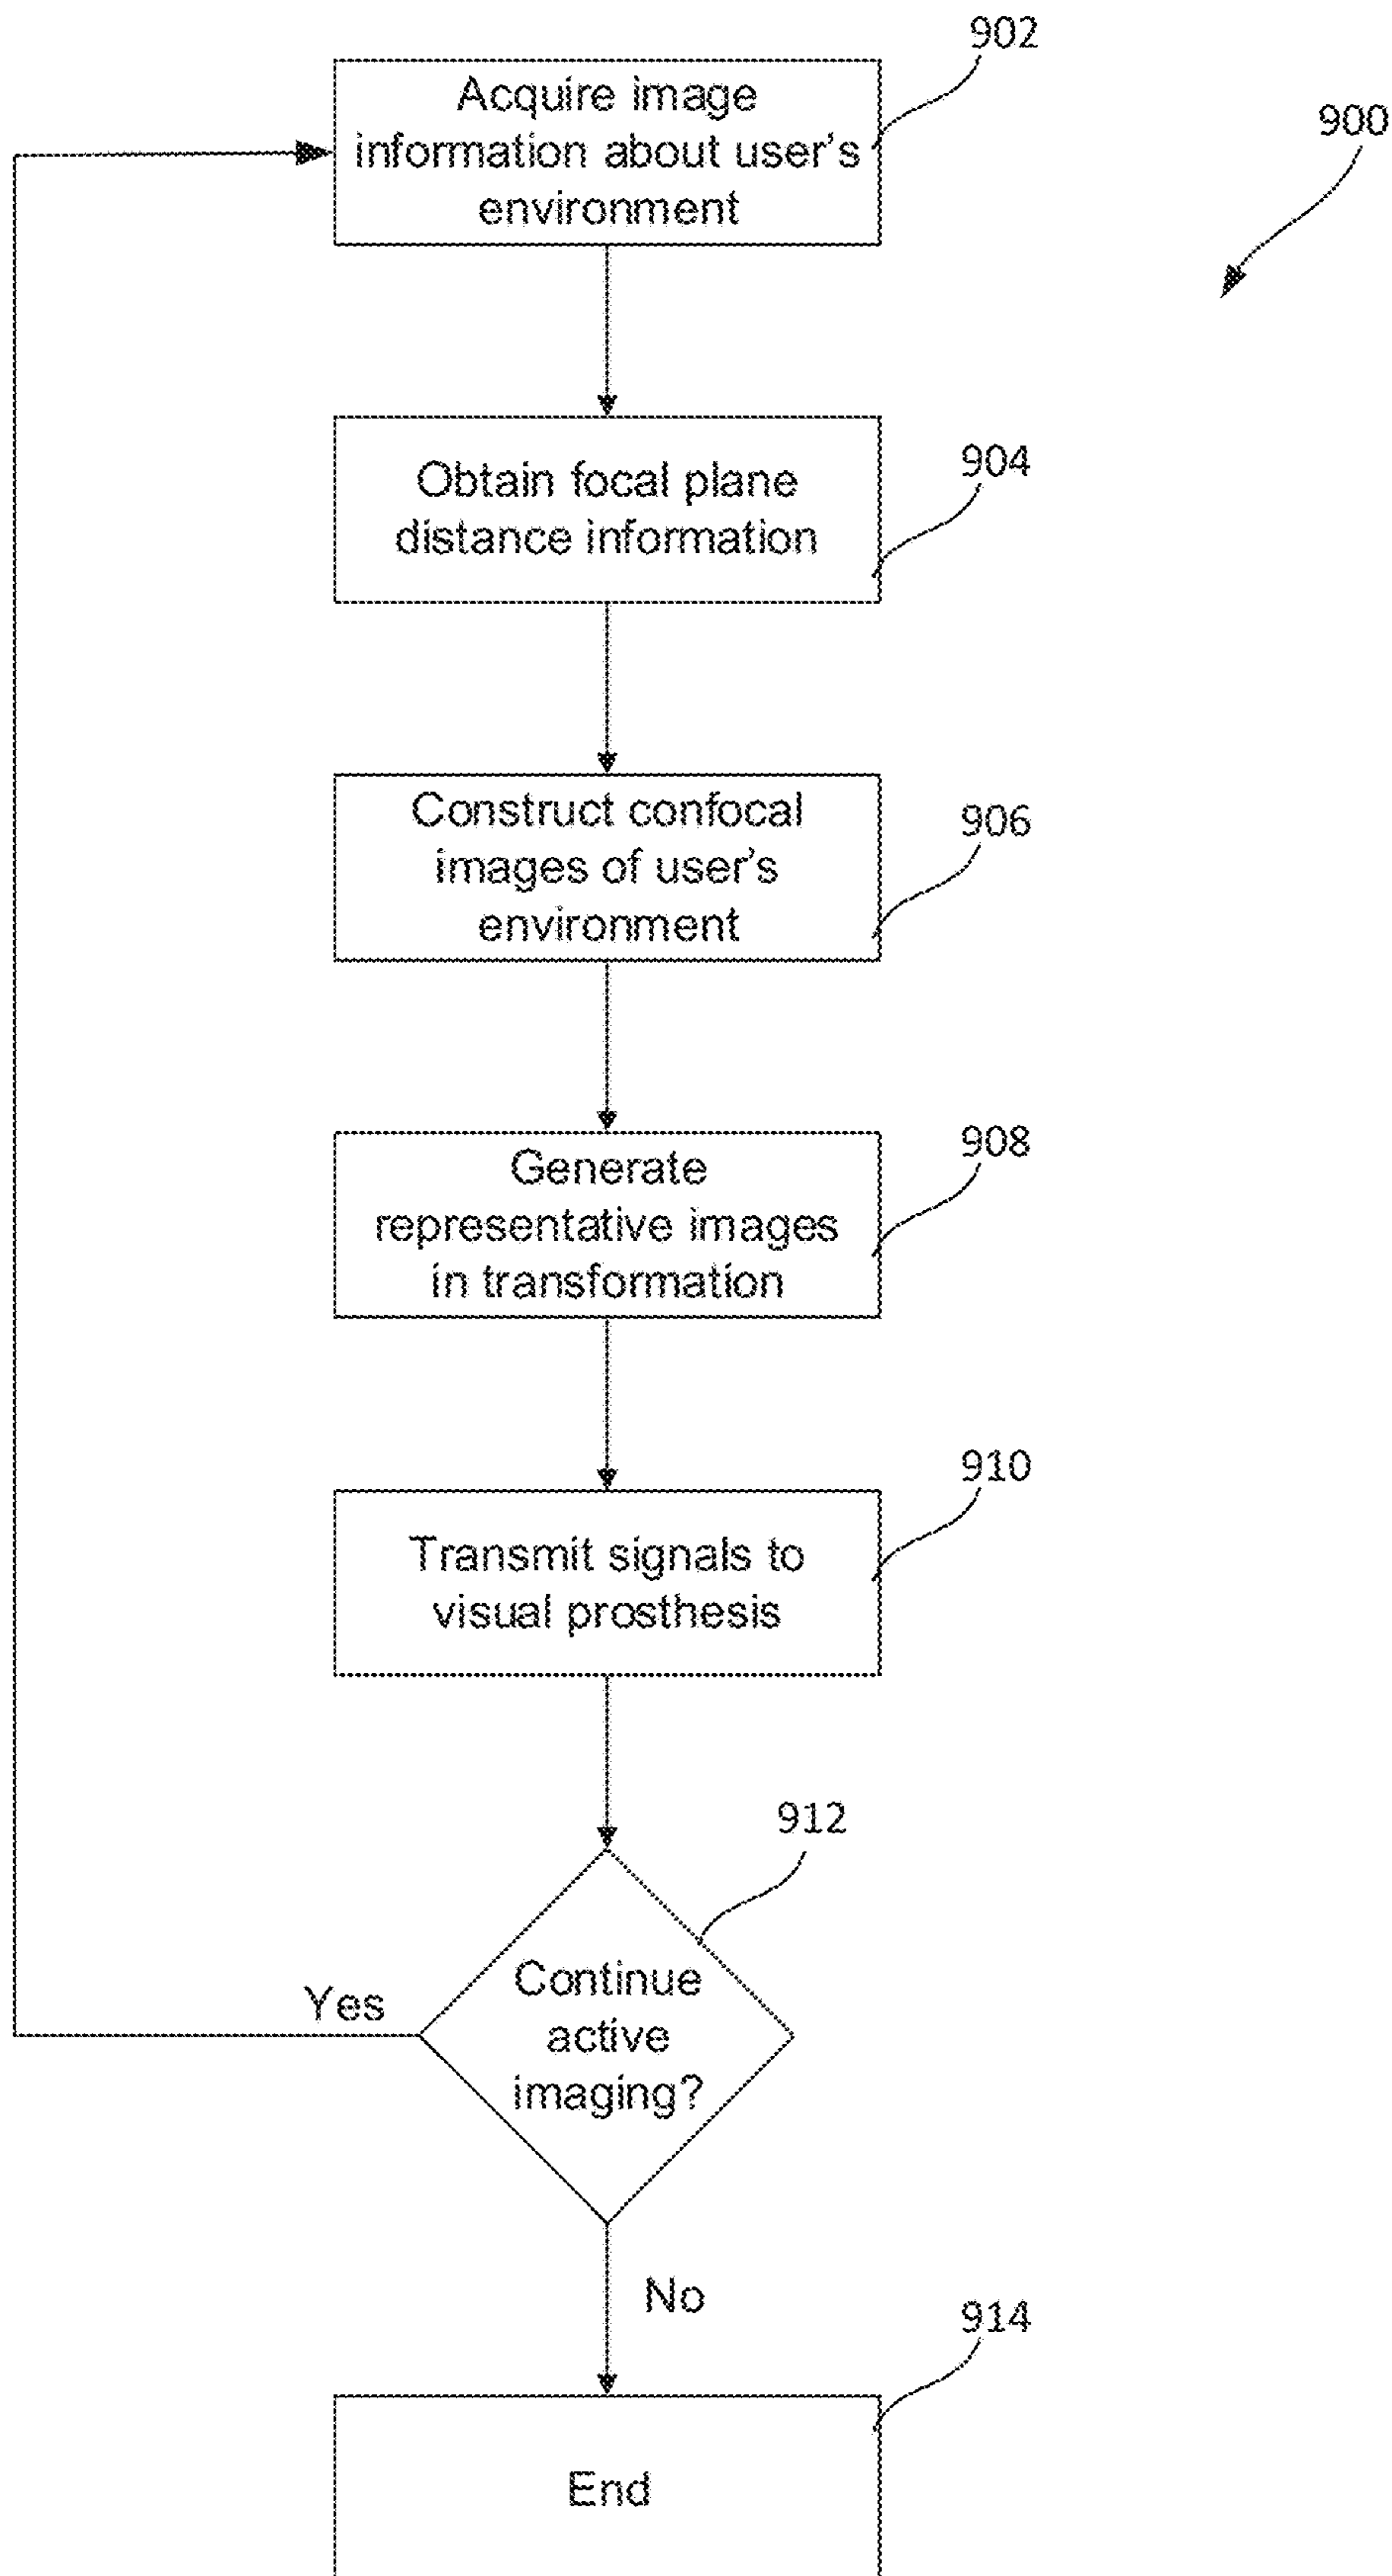 902
900
Acquire image
information about user's
environment
904
Obtain focal plane
distance information
906
Construct confocal
images of user's
environment
908
Generate
representative images
in transformation
910
Transmit signals to
visual prosthesis
912
Continue
active
imaging?
Yes
No
914
End